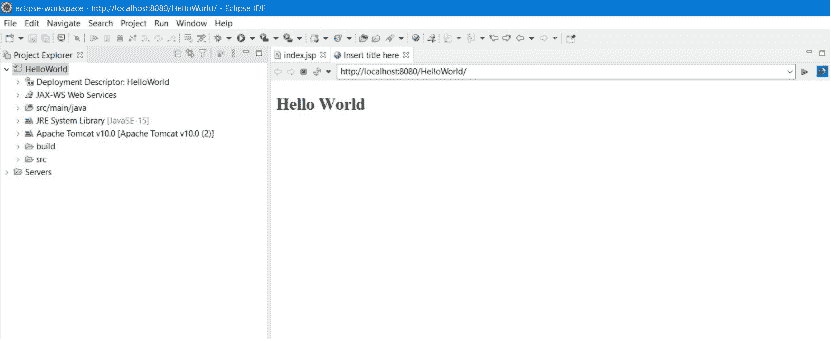 eclipse-workspace - http://localhost:8080/HelloWorld/ - Eclipse IDE
File Edit Navigate Search Project Run Window Help
Project Explorer
index.jsp Insert title here
http://localhost:8080/HelloWorld/
HelloWorld
Deployment Descriptor: HelloWorld
JAX-WS Web Services
src/main/java
JRE System Library [JavaSE-15]
Apache Tomcat v10.0 [Apache Tomcat v10.0 (2)]
build
src
Servers
Hello World